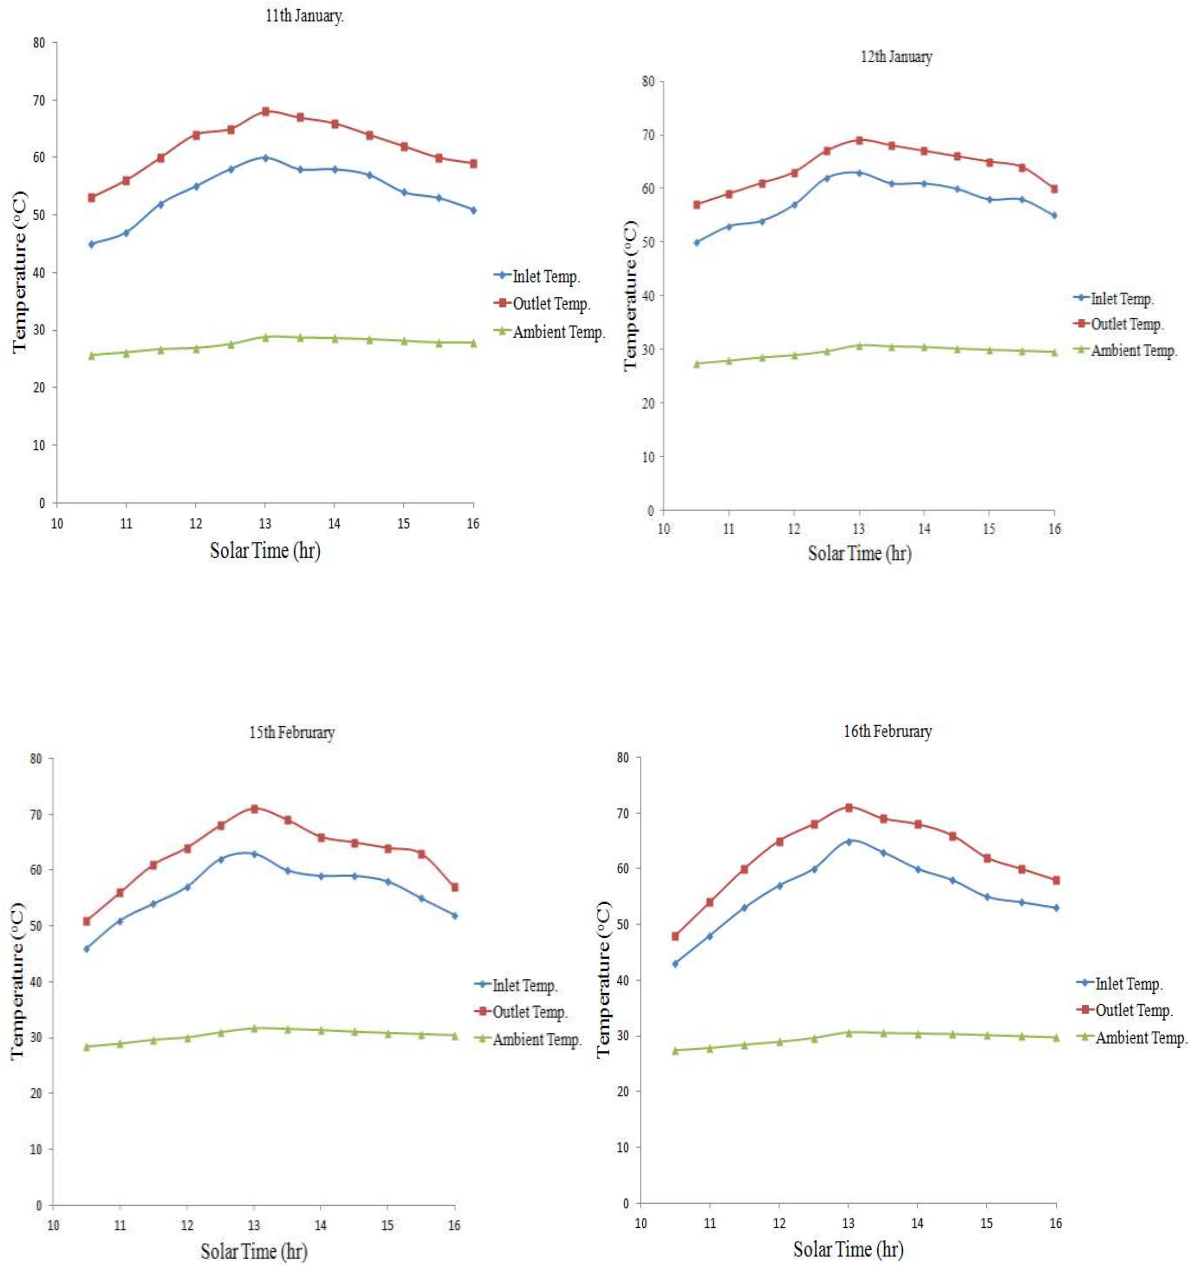 11th January.
80
70
60
50
40
30
20
10
0
Temperature (°C)
10 11 12 13 14 15 16
Solar Time (hr)
Inlet Temp.
Outlet Temp.
Ambient Temp.
12th January
80
70
60
50
40
30
20
10
0
Temperature (°C)
10 11 12 13 14 15 16
Solar Time (hr)
Inlet Temp.
Outlet Temp.
Ambient Temp.
15th Februrary
80
70
60
50
40
30
20
10
0
Temperature (°C)
10 11 12 13 14 15 16
Solar Time (hr)
Inlet Temp.
Outlet Temp.
Ambient Temp.
16th Februrary
80
70
60
50
40
30
20
10
0
Temperature (°C)
10 11 12 13 14 15 16
Solar Time (hr)
Inlet Temp.
Outlet Temp.
Ambient Temp.